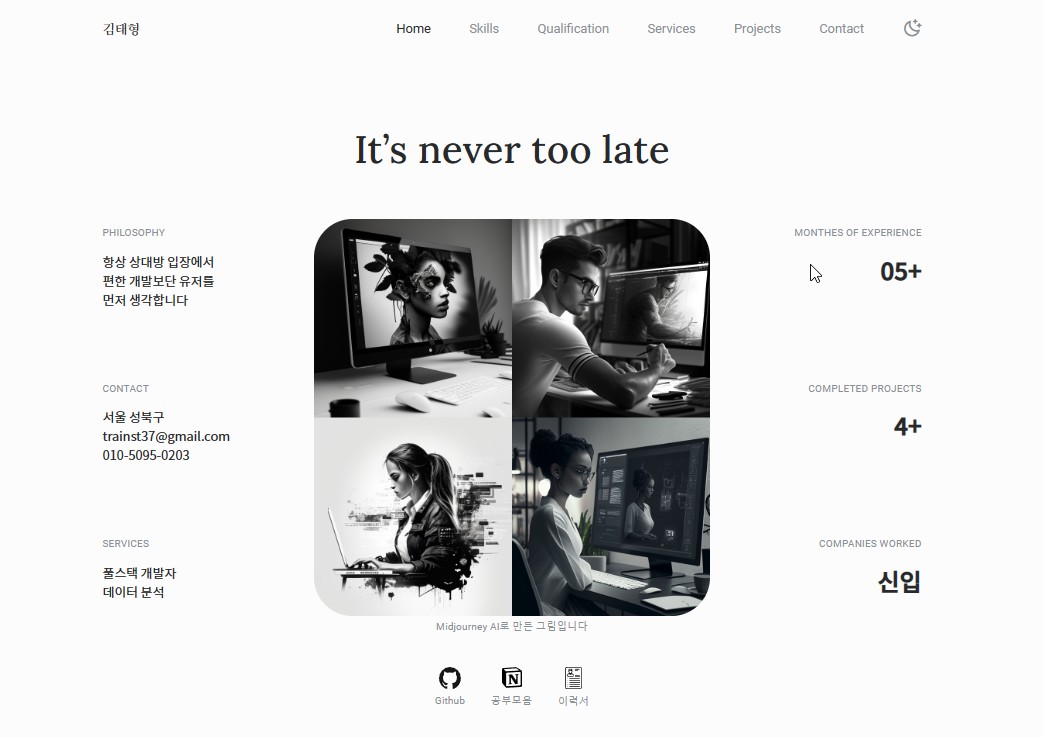 김태형
Home Skills Qualification Services Projects Contact
It's never too late
PHILOSOPHY
항상 상대방 입장에서
편한 개발보단 유저를
먼저 생각합니다
CONTACT
서울 성북구
trainst37@gmail.com
010-5095-0203
SERVICES
풀스택 개발자
데이터 분석
MONTHES OF EXPERIENCE
05+
COMPLETED PROJECTS
4+
COMPANIES WORKED
신입
Midjourney AI로 만든 그림입니다
Github 공부모음 이력서